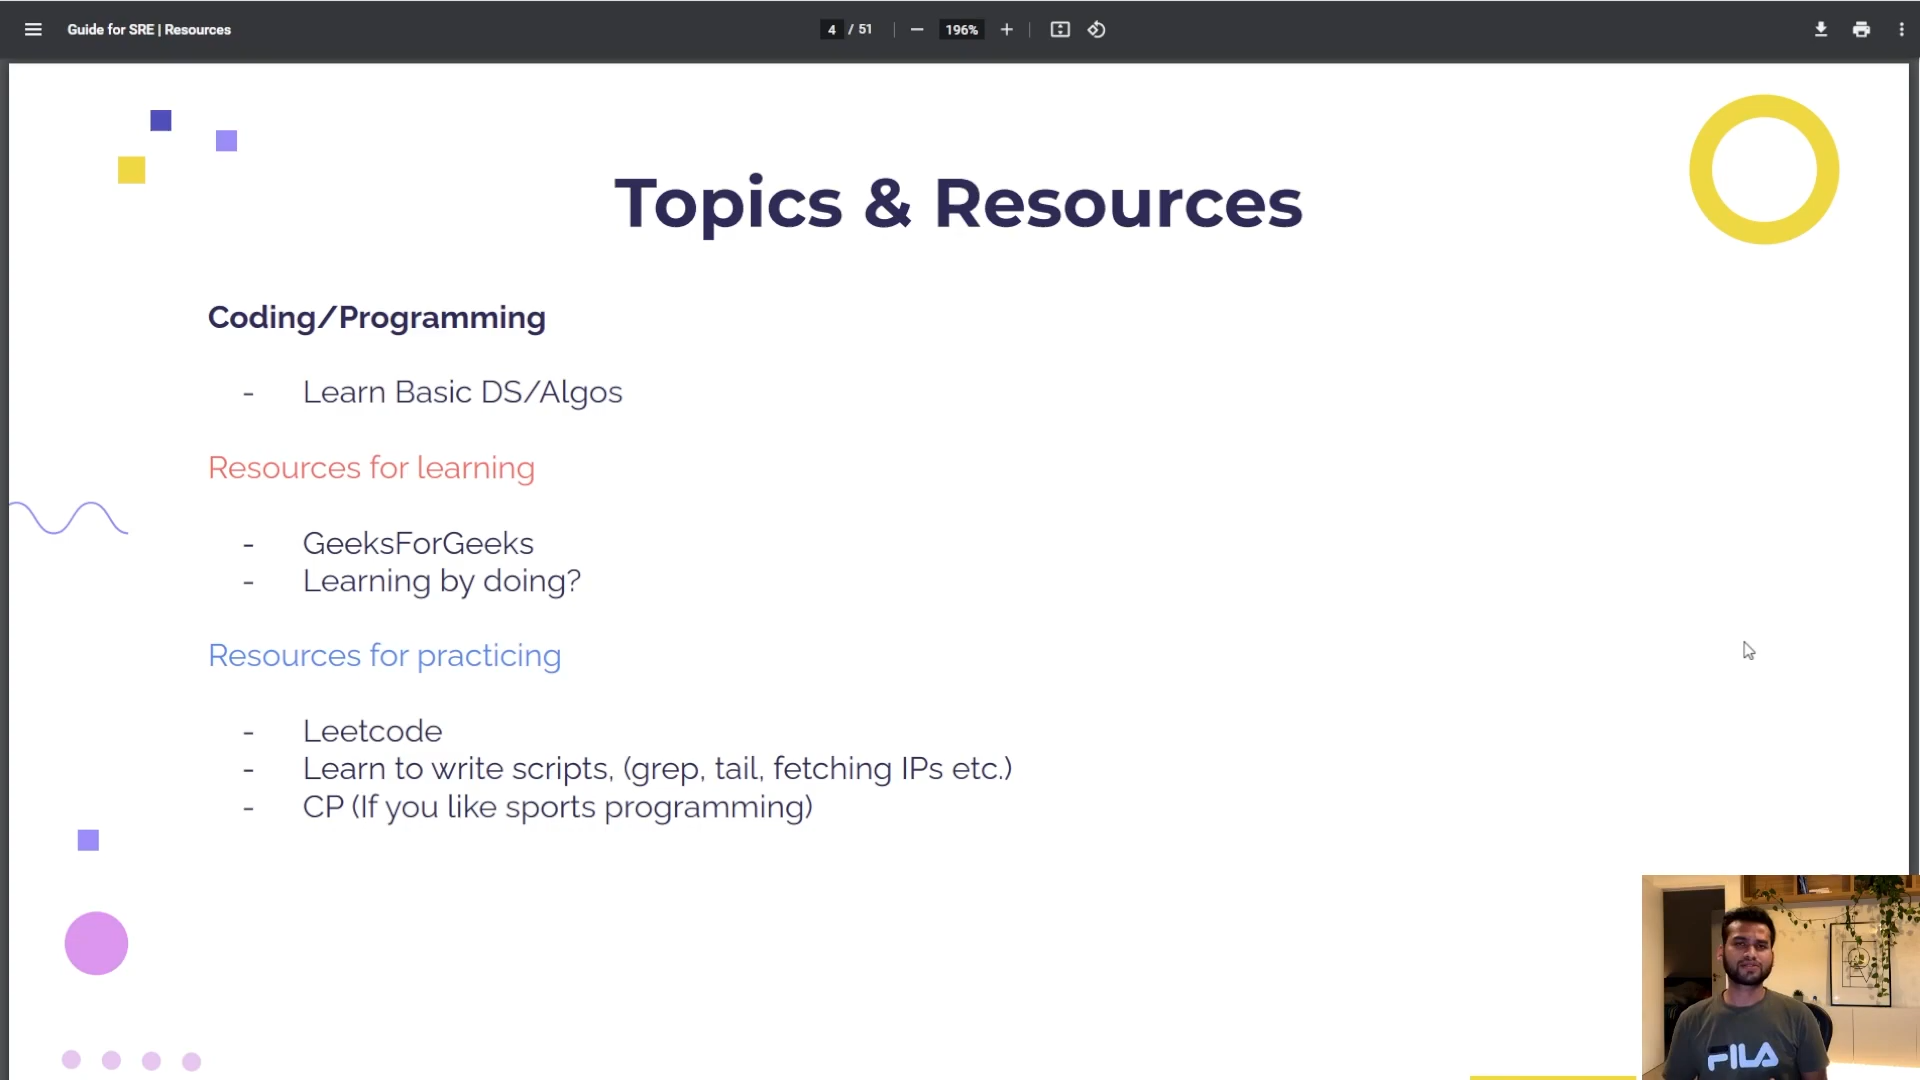 Guide for SRE | Resources
4 / 51
196%
Topics & Resources
Coding/Programming
- Learn Basic DS/Algos
Resources for learning
- GeeksForGeeks
- Learning by doing?
Resources for practicing
- Leetcode
- Learn to write scripts, (grep, tail, fetching IPs etc.)
- CP (If you like sports programming)
FILA